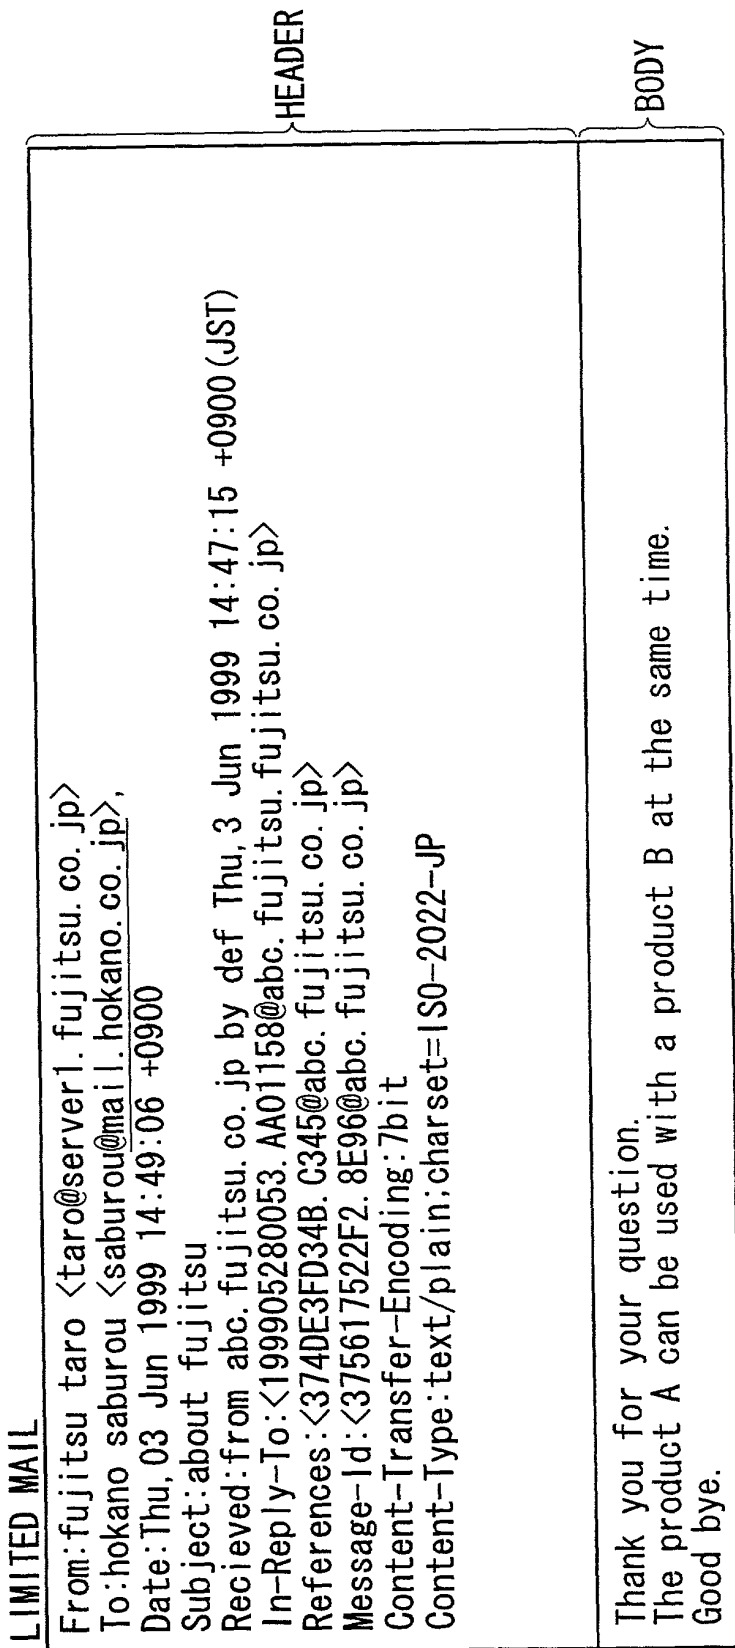 LIMITED MAIL
From:fujitsu taro <taro@server1.fujitsu.co.jp>
To:hokano saburou <saburou@mail.hokano.co.jp>,
Date:Thu,03 Jun 1999 14:49:06 +0900
Subject:about fujitsu
Recieved:from abc.fujitsu.co.jp by def Thu,3 Jun 1999 14:47:15 +0900(JST)
In-Reply-To:<199905280053.AA01158@abc.fujitsu.fujitsu.co.jp>
References:<374DE3FD34B.C345@abc.fujitsu.co.jp>
Message-Id:<375617522F2.8E96@abc.fujitsu.co.jp>
Content-Transfer-Encoding:7bit
Content-Type:text/plain;charset=ISO-2022-JP
HEADER
Thank you for your question.
The product A can be used with a product B at the same time.
Good bye.
BODY